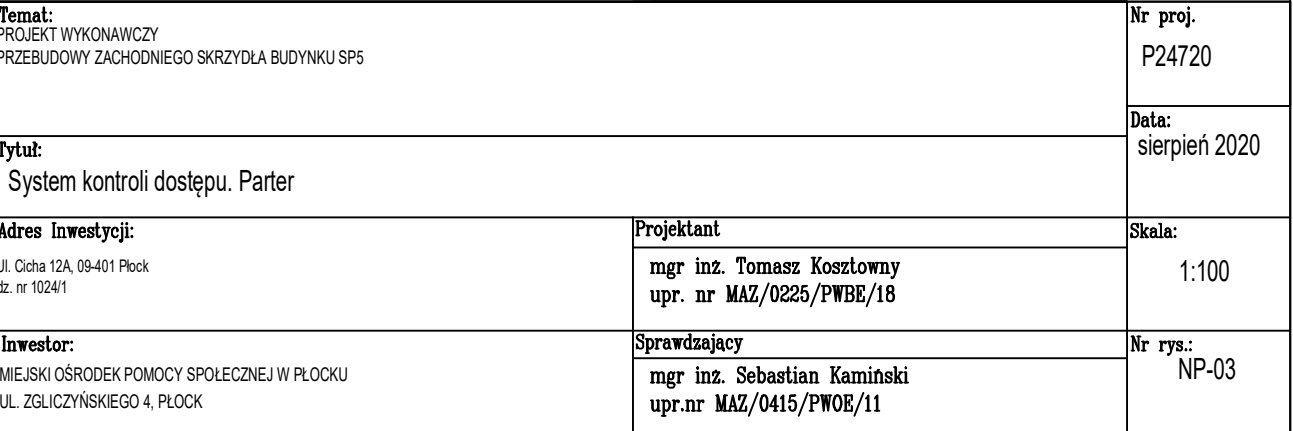 Temat:
PROJEKT WYKONAWCZY
PRZEBUDOWY ZACHODNIEGO SKRZYDŁA BUDYNKU SP5
Nr proj.
P24720
Data:
sierpień 2020
Tytuł:
System kontroli dostępu. Parter
Adres Inwestycji:
Ul. Cicha 12A, 09-401 Płock
dz. nr 1024/1
Projektant
mgr inż. Tomasz Kosztowny
upr. nr MAZ/0225/PWBE/18
Skala:
1:100
Inwestor:
MIEJSKI OŚRODEK POMOCY SPOŁECZNEJ W PŁOCKU
UL. ZGLICZYŃSKIEGO 4, PŁOCK
Sprawdzający
mgr inż. Sebastian Kamiński
upr.nr MAZ/0415/PWOE/11
Nr rys.:
NP-03